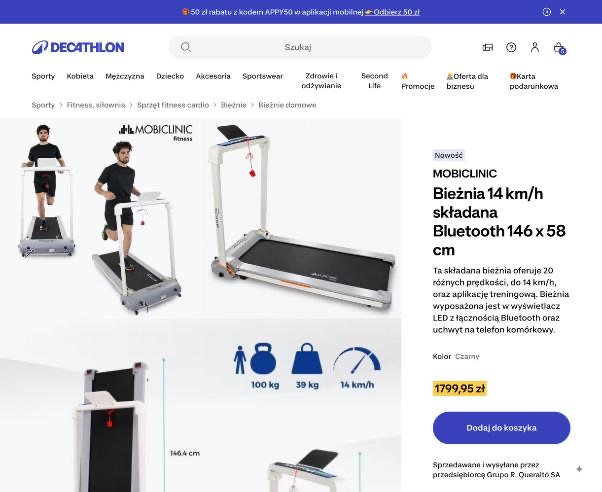 🎁50 zł rabatu z kodem APPY50 w aplikacji mobilnej 👉 Odbierz 50 zł
DECATHLON
Szukaj
0
Sporty Kobieta Mężczyzna Dziecko Akcesoria Sportswear Zdrowie i odżywianie Second Life 🔥 Promocje Oferta dla biznesu 🎁Karta podarunkowa
Sporty > Fitness, siłownia > Sprzęt fitness cardio > Bieżnie > Bieżnie domowe
MOBICLINIC
fitness
Nowość
MOBICLINIC
Bieżnia 14 km/h
składana
Bluetooth 146 x 58
cm
Ta składana bieżnia oferuje 20
różnych prędkości, do 14 km/h,
oraz aplikację treningową. Bieżnia
wyposażona jest w wyświetlacz
LED z łącznością Bluetooth oraz
uchwyt na telefon komórkowy.
Kolor Czarny
1799,95 zł
Dodaj do koszyka
Sprzedawane i wysyłane przez
przedsiębiorcę Grupo R. Queraltó SA
100 kg
39 kg
14 km/h
146.4 cm